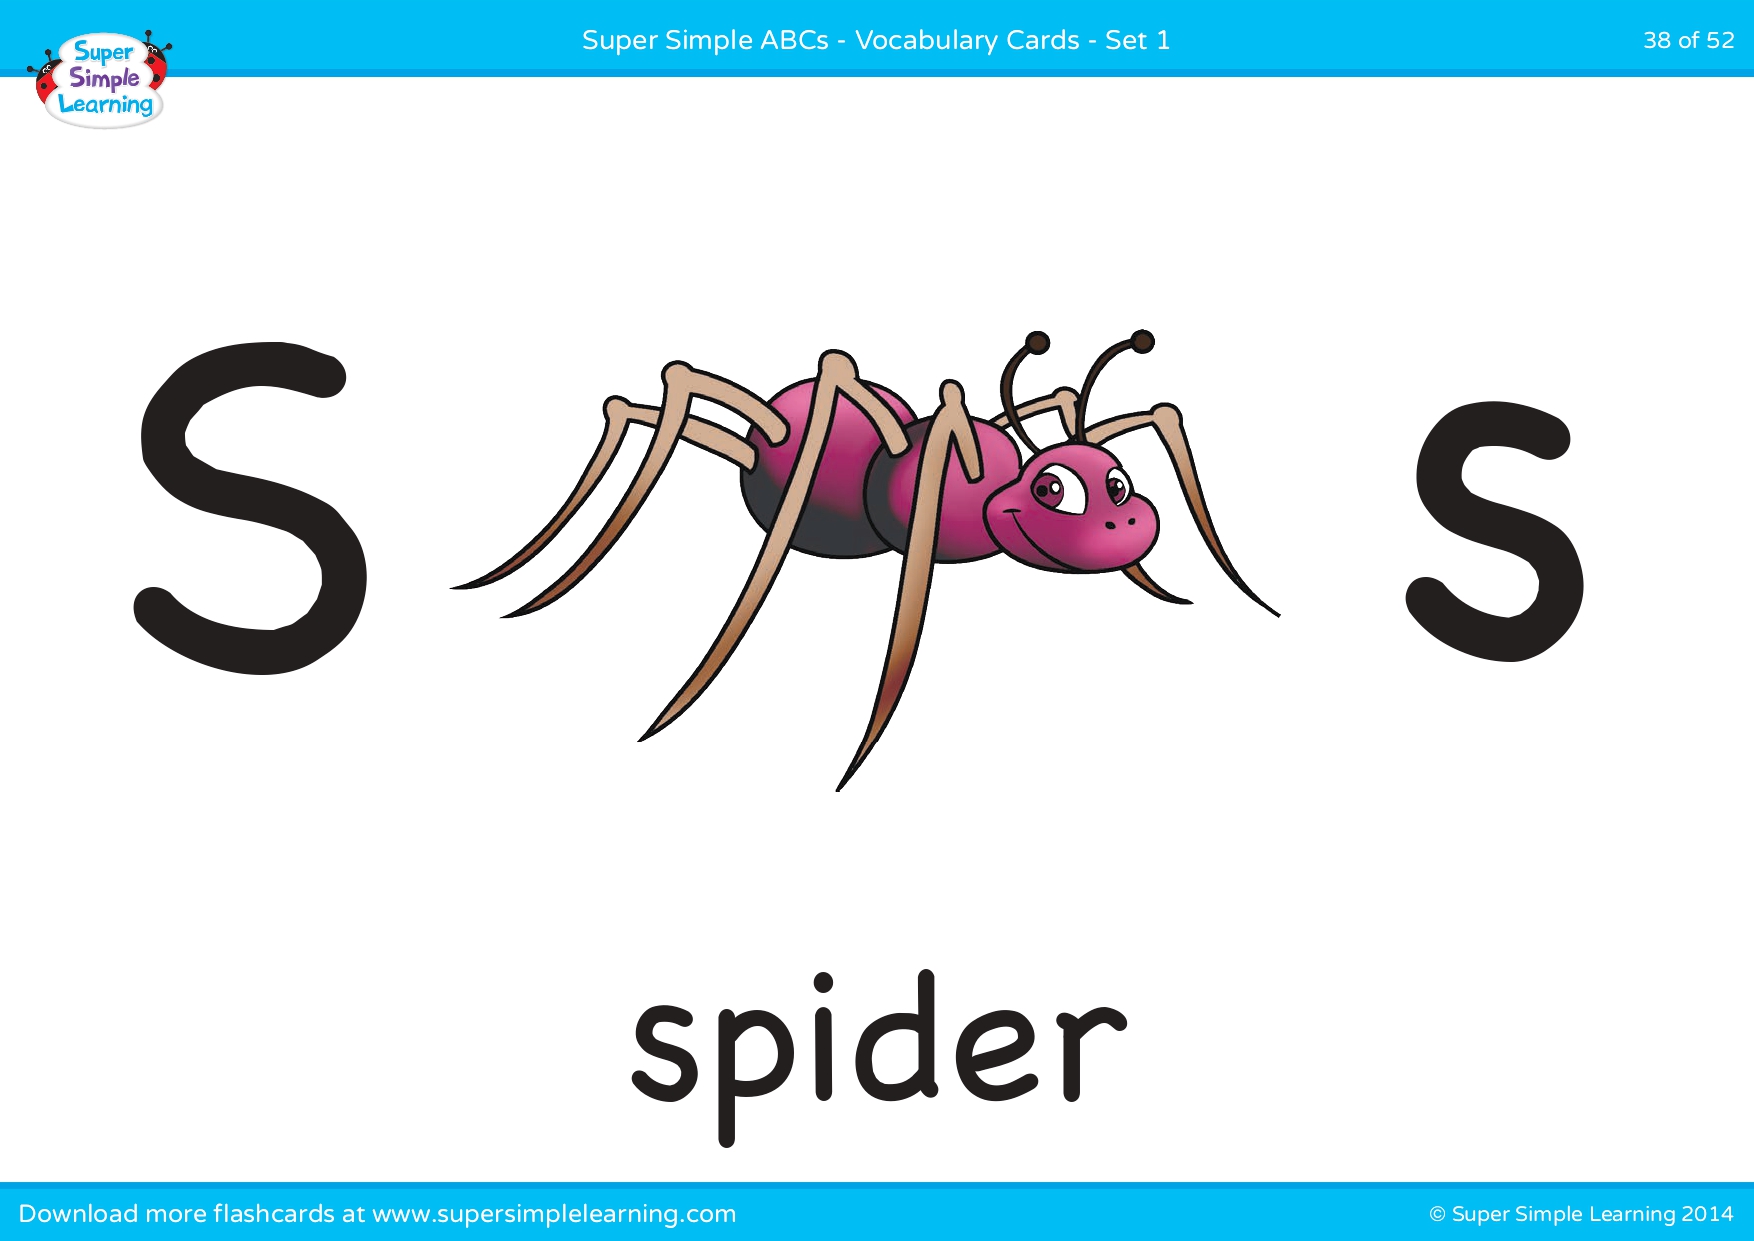 Super Simple ABCs - Vocabulary Cards - Set 1
38 of 52
Super
Simple
Learning
S s
spider
Download more flashcards at www.supersimplelearning.com
© Super Simple Learning 2014